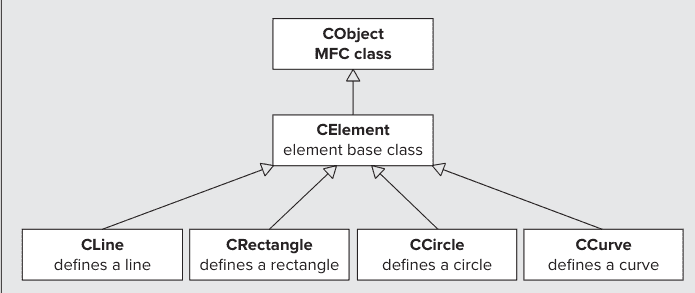 CObject
MFC class
CElement
element base class
CLine
defines a line
CRectangle
defines a rectangle
CCircle
defines a circle
CCurve
defines a curve